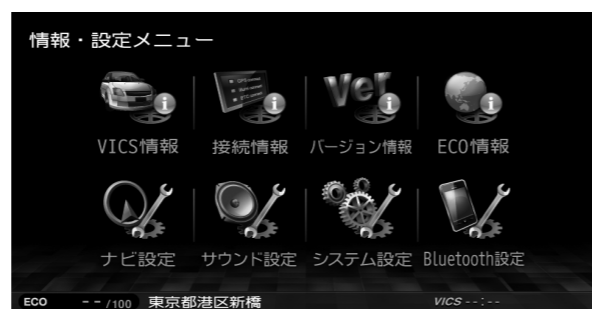 情報・設定メニュー
Ver
VICS情報 接続情報 バージョン情報 ECO情報
ナビ設定 サウンド設定 システム設定 Bluetooth設定
ECO --/100 東京都港区新橋 VICS --:--